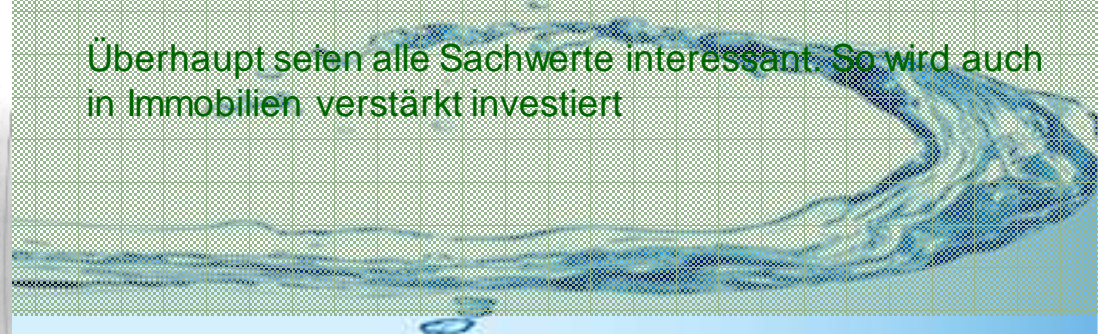 Überhaupt seien alle Sachwerte interessant. So wird auch
in Immobilien verstärkt investiert